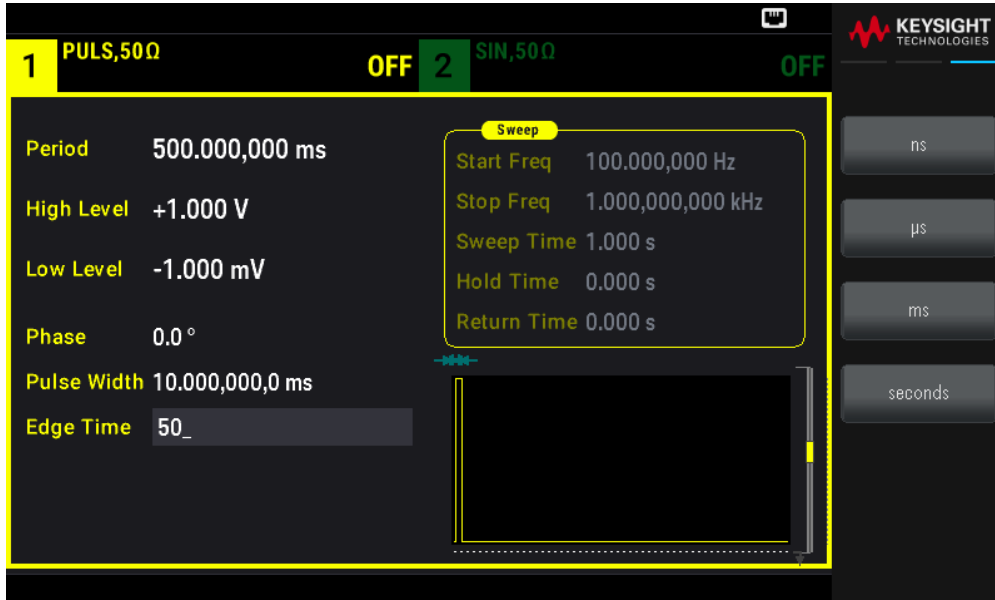 KEYSIGHT
TECHNOLOGIES
1 PULS,50Ω OFF 2 SIN,50Ω OFF
Period 500.000,000 ms
High Level +1.000 V
Low Level -1.000 mV
Phase 0.0 °
Pulse Width 10.000,000,0 ms
Edge Time 50_
Sweep
Start Freq 100.000,000 Hz
Stop Freq 1.000,000,000 kHz
Sweep Time 1.000 s
Hold Time 0.000 s
Return Time 0.000 s
ns
µs
ms
seconds